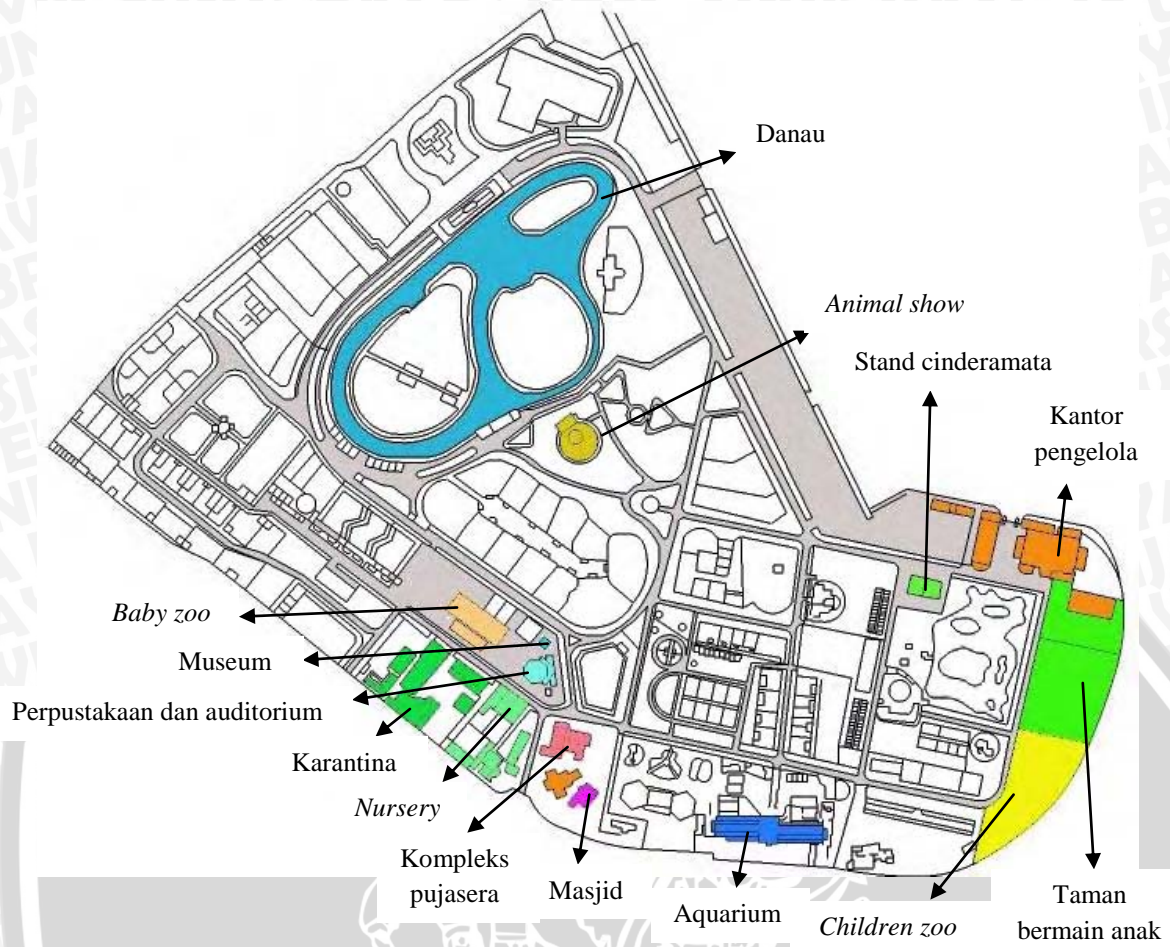 Danau
Animal show
Stand cinderamata
Kantor
pengelola
Baby zoo
Museum
Perpustakaan dan auditorium
Karantina
Nursery
Kompleks
pujasera
Masjid
Aquarium
Children zoo
Taman
bermain anak